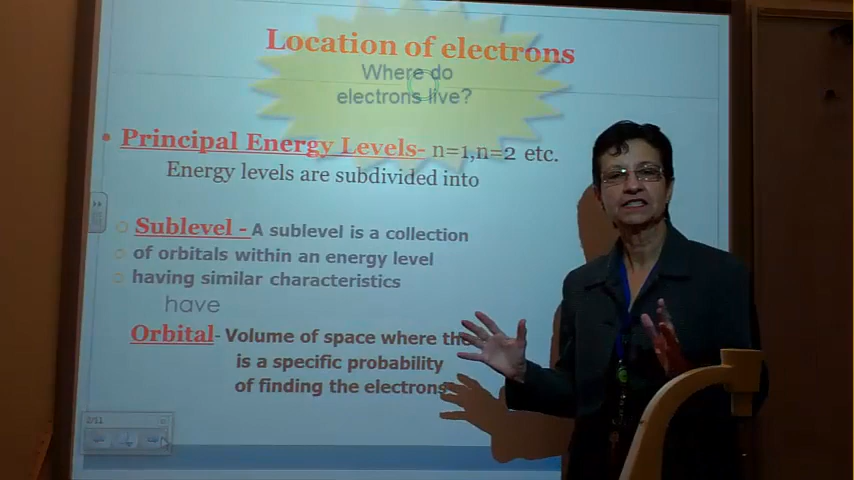 Location of electrons
Where do
electrons live?
• Principal Energy Levels- n=1,n=2 etc.
Energy levels are subdivided into
Sublevel - A sublevel is a collection
of orbitals within an energy level
having similar characteristics
have
Orbital- Volume of space where the
is a specific probability
of finding the electrons
2/11